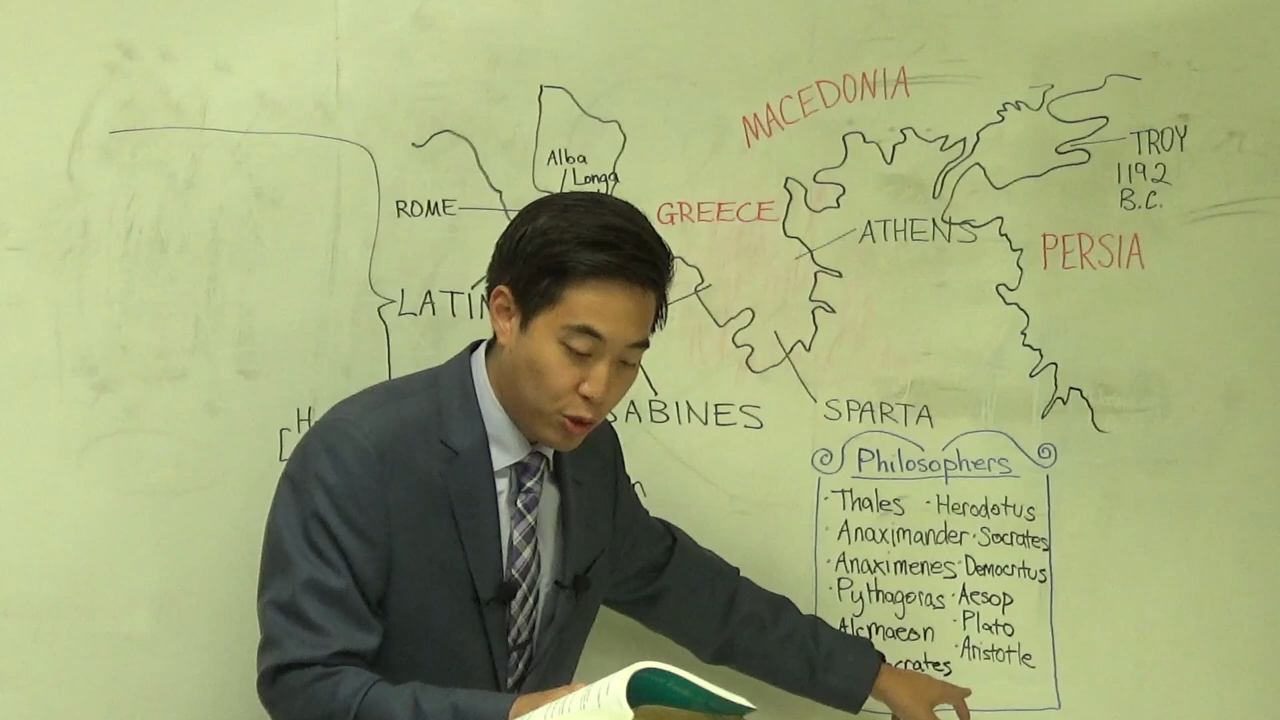 MACEDONIA
TROY
1192
B.C.
Alba
Longa
ROME
GREECE
ATHENS
PERSIA
SABINES
SPARTA
Philosophers
·Thales ·Herodotus
·Anaximander ·Socrates
·Anaximenes ·Democritus
·Pythagoras ·Aesop
Alcmaeon ·Plato
·Aristotle